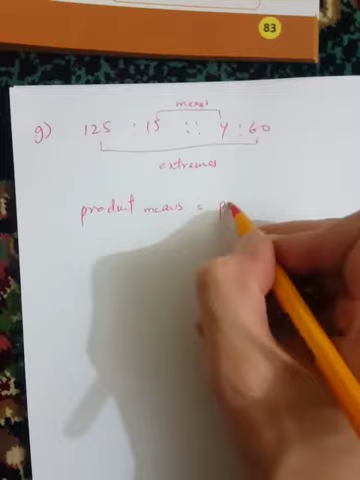 83
means
g) 125 : 15 :: y : 60
extremes
product means = p